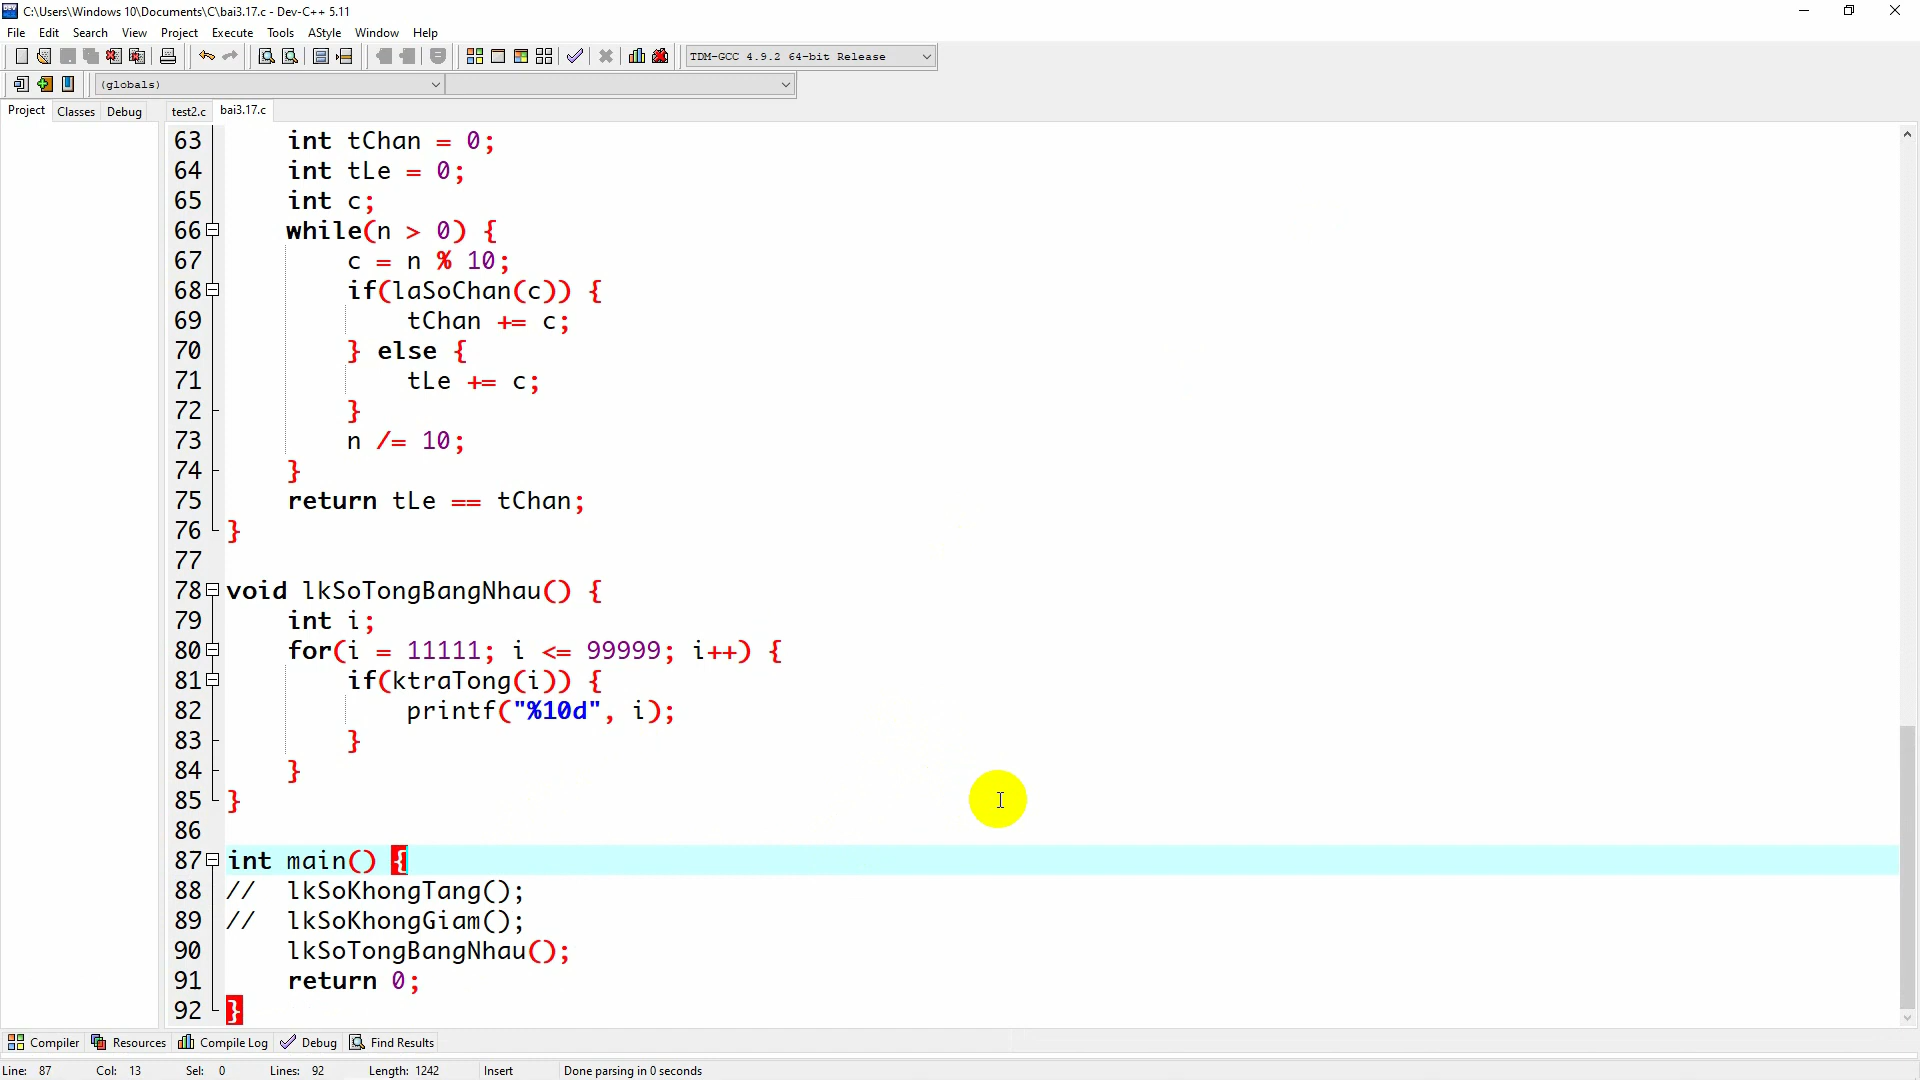 C:\Users\Windows 10\Documents\C\bai3.17.c - Dev-C++ 5.11
File Edit Search View Project Execute Tools AStyle Window Help
TDM-GCC 4.9.2 64-bit Release
(globals)
Project Classes Debug test2.c bai3.17.c
63 int tChan = 0;
64 int tLe = 0;
65 int c;
66 while(n > 0) {
67 c = n % 10;
68 if(laSoChan(c)) {
69 tChan += c;
70 } else {
71 tLe += c;
72 }
73 n /= 10;
74 }
75 return tLe == tChan;
76 }
77
78 void lkSoTongBangNhau() {
79 int i;
80 for(i = 11111; i <= 99999; i++) {
81 if(ktraTong(i)) {
82 printf("%10d", i);
83 }
84 }
85 }
86
87 int main() {
88 // lkSoKhongTang();
89 // lkSoKhongGiam();
90 lkSoTongBangNhau();
91 return 0;
92 }
Compiler Resources Compile Log Debug Find Results
Line: 87 Col: 13 Sel: 0 Lines: 92 Length: 1242 Insert Done parsing in 0 seconds